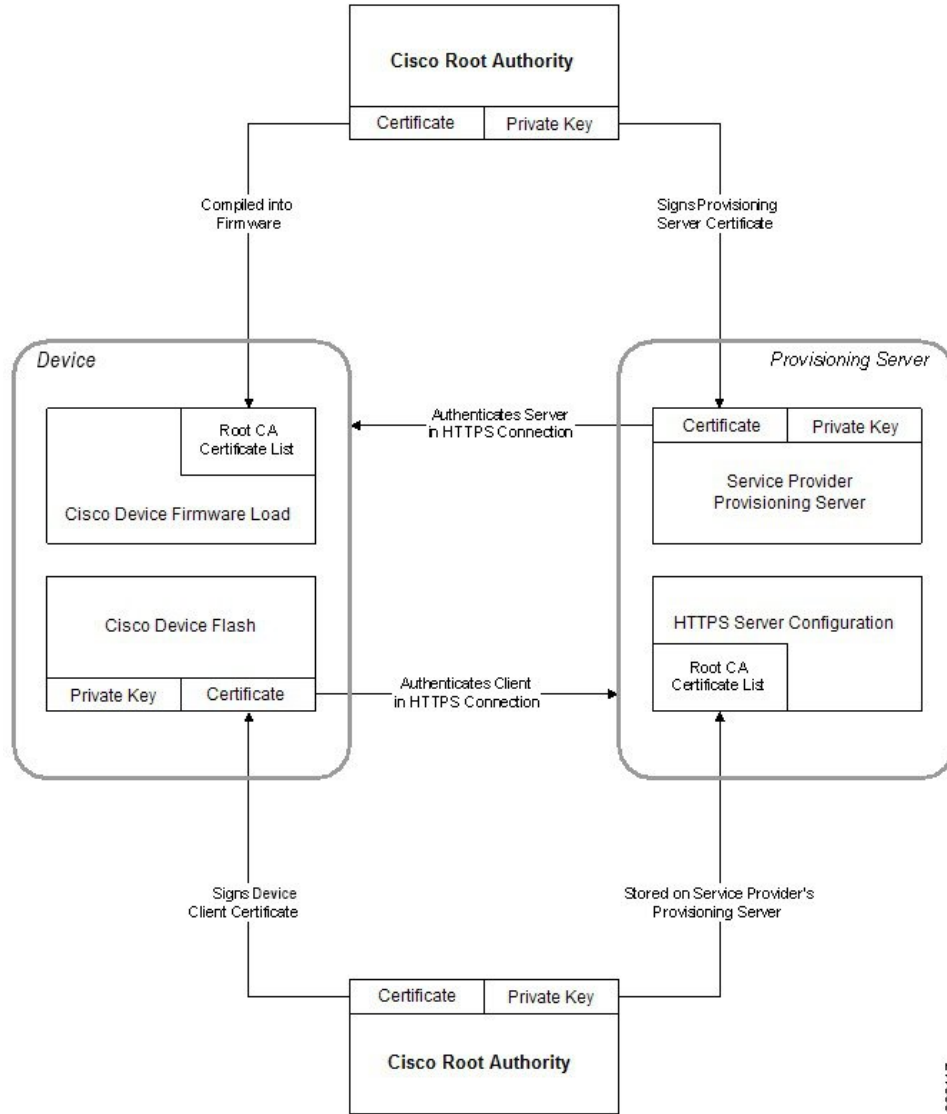 Cisco Root Authority
Certificate
Private Key
Compiled into
Firmware
Signs Provisioning
Server Certificate
Device
Provisioning Server
Root CA
Certificate List
Cisco Device Firmware Load
Authenticates Server
in HTTPS Connection
Certificate
Private Key
Service Provider
Provisioning Server
Cisco Device Flash
Private Key
Certificate
Authenticates Client
in HTTPS Connection
HTTPS Server Configuration
Root CA
Certificate List
Signs Device
Client Certificate
Stored on Service Provider's
Provisioning Server
Certificate
Private Key
Cisco Root Authority